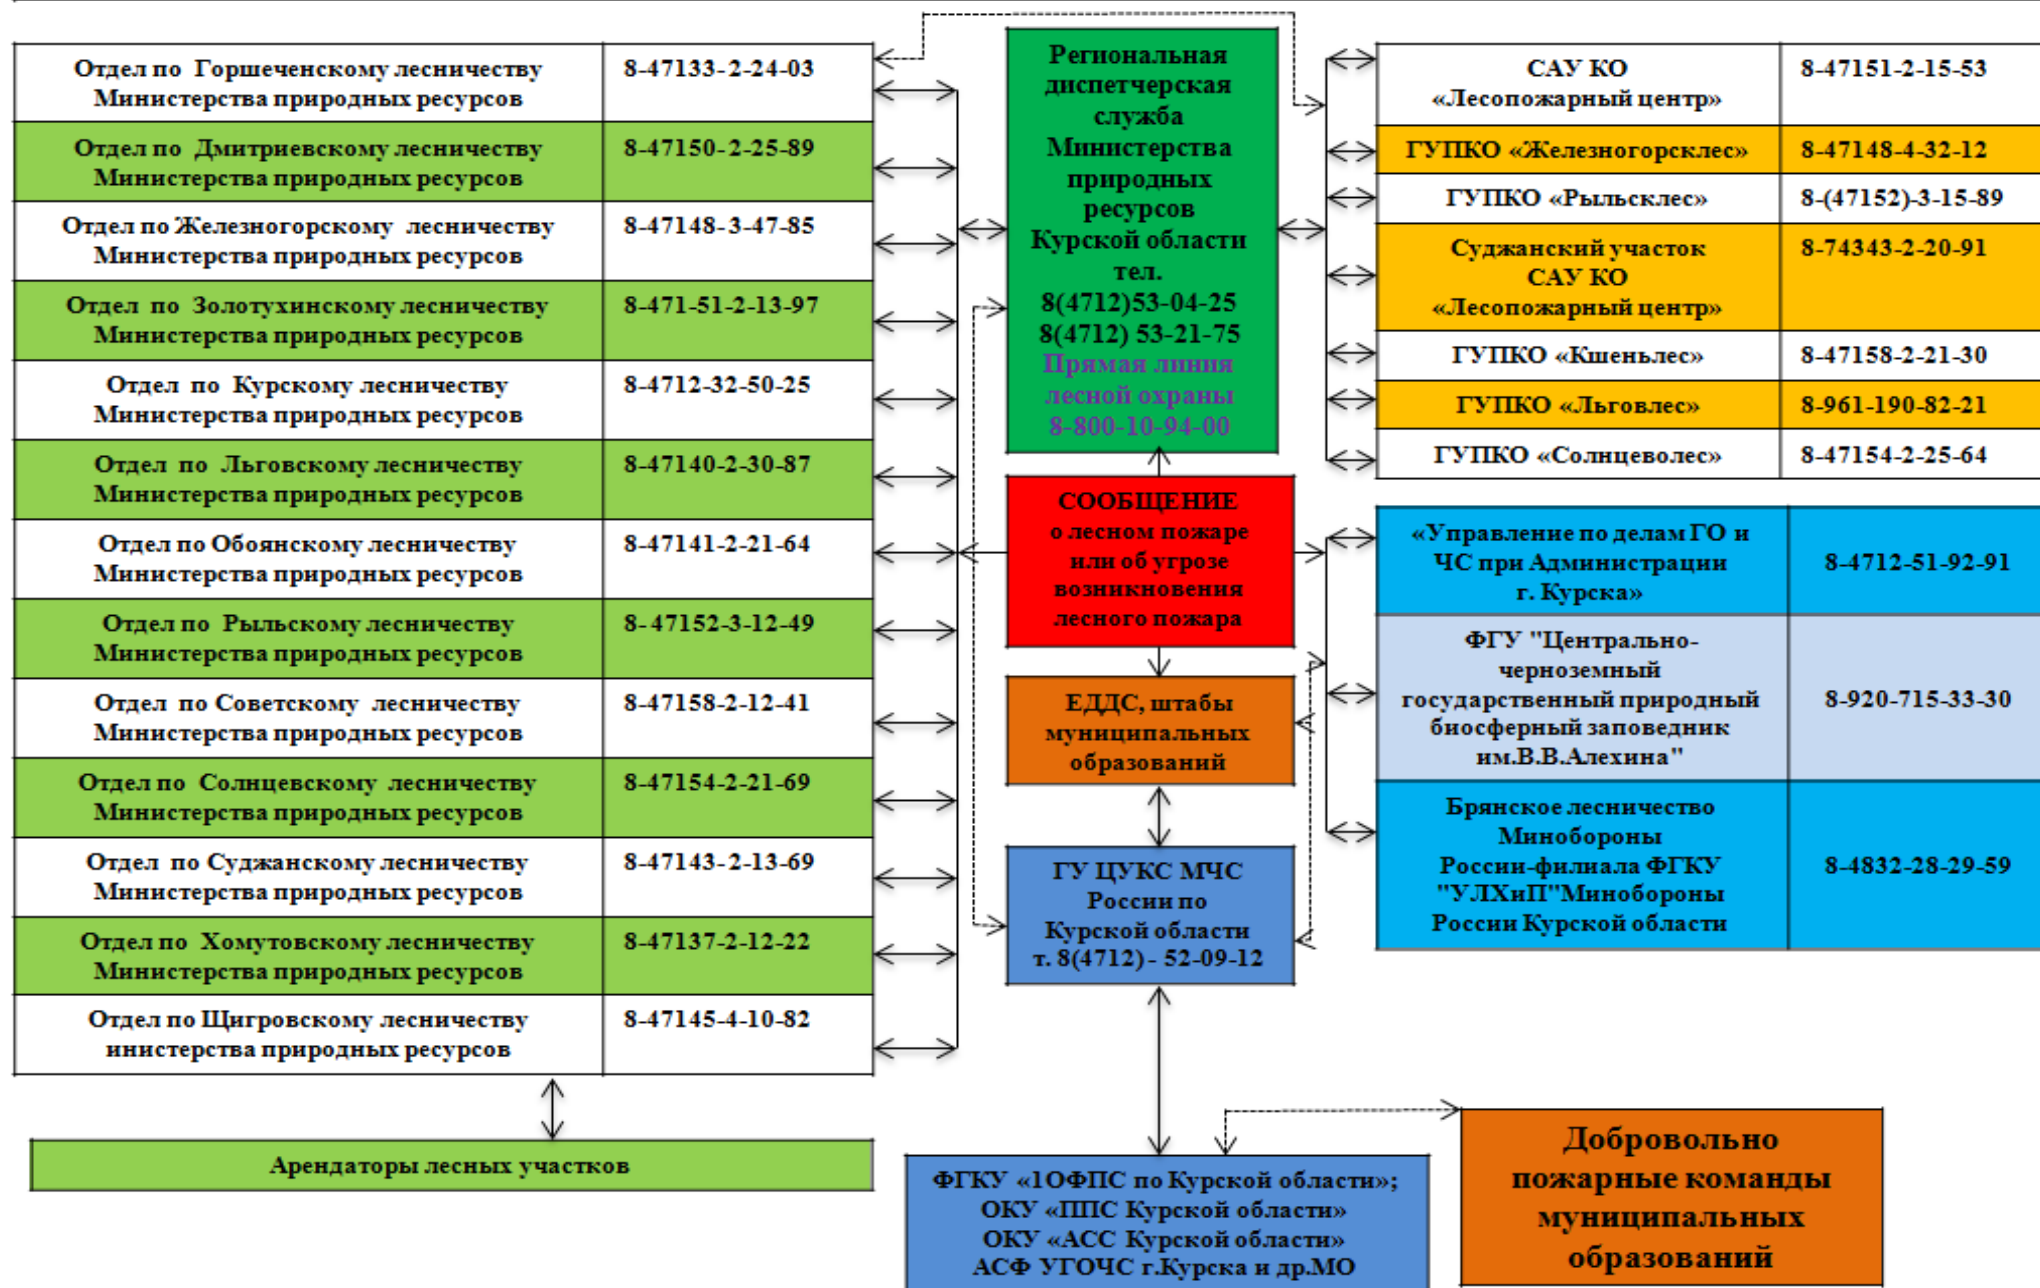 Отдел по Горшеченскому лесничеству
Министерства природных ресурсов
8-47133-2-24-03
Отдел по Дмитриевскому лесничеству
Министерства природных ресурсов
8-47150-2-25-89
Отдел по Железногорскому лесничеству
Министерства природных ресурсов
8-47148-3-47-85
Отдел по Золотухинскому лесничеству
Министерства природных ресурсов
8-471-51-2-13-97
Отдел по Курскому лесничеству
Министерства природных ресурсов
8-4712-32-50-25
Отдел по Льговскому лесничеству
Министерства природных ресурсов
8-47140-2-30-87
Отдел по Обоянскому лесничеству
Министерства природных ресурсов
8-47141-2-21-64
Отдел по Рыльскому лесничеству
Министерства природных ресурсов
8- 47152-3-12-49
Отдел по Советскому лесничеству
Министерства природных ресурсов
8-47158-2-12-41
Отдел по Солнцевскому лесничеству
Министерства природных ресурсов
8-47154-2-21-69
Отдел по Суджанскому лесничеству
Министерства природных ресурсов
8-47143-2-13-69
Отдел по Хомутовскому лесничеству
Министерства природных ресурсов
8-47137-2-12-22
Отдел по Щигровскому лесничеству
инистерства природных ресурсов
8-47145-4-10-82
Арендаторы лесных участков
Региональная
диспетчерская
служба
Министерства
природных
ресурсов
Курской области
тел.
8(4712)53-04-25
8(4712) 53-21-75
Прямая линия
лесной охраны
8-800-10-94-00
СООБЩЕНИЕ
о лесном пожаре
или об угрозе
возникновения
лесного пожара
ЕДДС, штабы
муниципальных
образований
ГУ ЦУКС МЧС
России по
Курской области
т. 8(4712) - 52-09-12
ФГКУ «1ОФПС по Курской области»;
ОКУ «ППС Курской области»
ОКУ «АСС Курской области»
АСФ УГОЧС г.Курска и др.МО
САУ КО
«Лесопожарный центр»
8-47151-2-15-53
ГУПКО «Железногорсклес»
8-47148-4-32-12
ГУПКО «Рыльсклес»
8-(47152)-3-15-89
Суджанский участок
САУ КО
«Лесопожарный центр»
8-74343-2-20-91
ГУПКО «Кшеньлес»
8-47158-2-21-30
ГУПКО «Льговлес»
8-961-190-82-21
ГУПКО «Солнцеволес»
8-47154-2-25-64
«Управление по делам ГО и
ЧС при Администрации
г. Курска»
8-4712-51-92-91
ФГУ "Центрально-
черноземный
государственный природный
биосферный заповедник
им.В.В.Алехина"
8-920-715-33-30
Брянское лесничество
Минобороны
России-филиала ФГКУ
"УЛХиП"Минобороны
России Курской области
8-4832-28-29-59
Добровольно
пожарные команды
муниципальных
образований